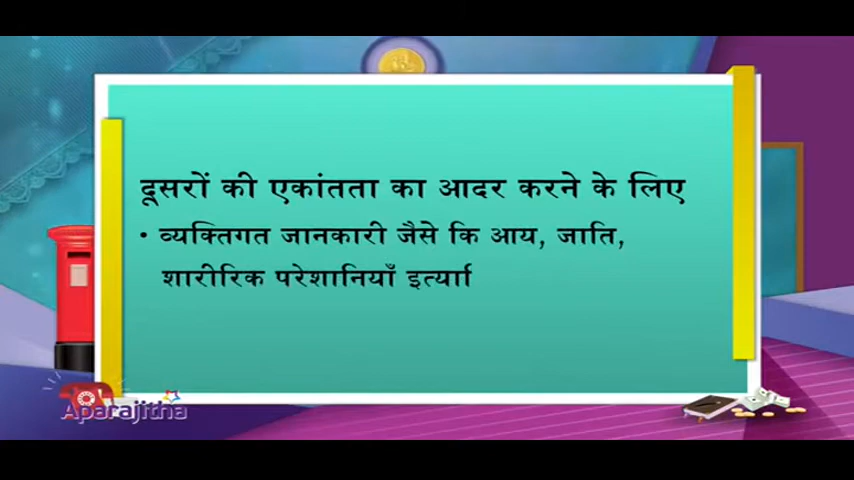 दूसरों की एकांतता का आदर करने के लिए
• व्यक्तिगत जानकारी जैसे कि आय, जाति,
शारीरिक परेशानियाँ इत्यार्ि
Aparajitha